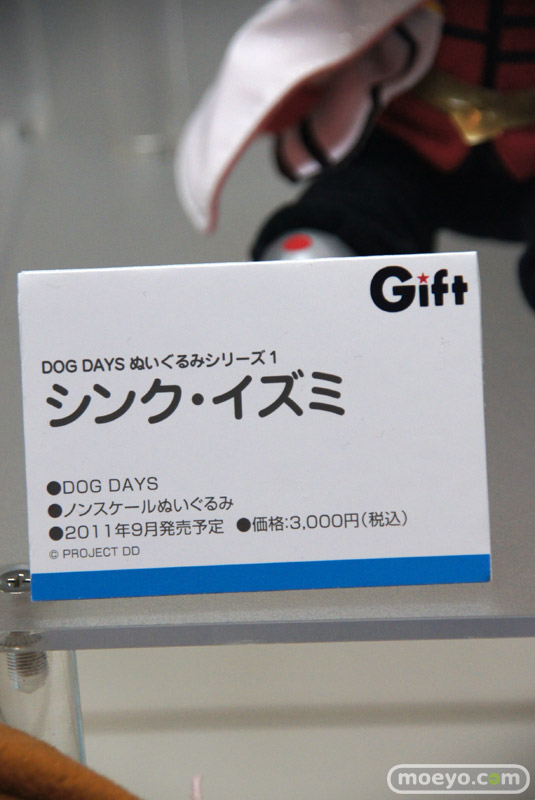 Gift
DOG DAYS ぬいぐるみシリーズ1
シンク・イズミ
●DOG DAYS
●ノンスケールぬいぐるみ
●2011年9月発売予定 ●価格:3,000円(税込)
© PROJECT DD
moeyo.com